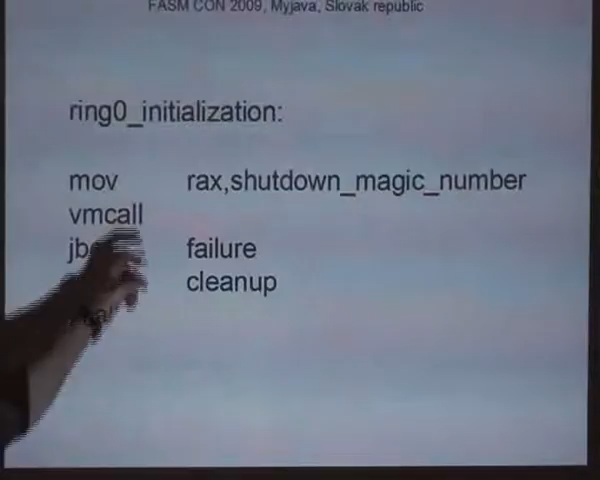 FASM CON 2009, Myjava, Slovak republic
ring0_initialization:
mov rax,shutdown_magic_number
vmcall
failure
cleanup